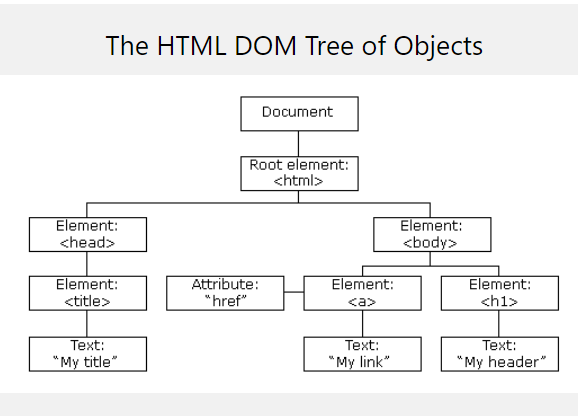 The HTML DOM Tree of Objects
Document
Root element:
<html>
Element:
<head>
Element:
<body>
Element:
<title>
Attribute:
"href"
Element:
<a>
Element:
<h1>
Text:
"My title"
Text:
"My link"
Text:
"My header"